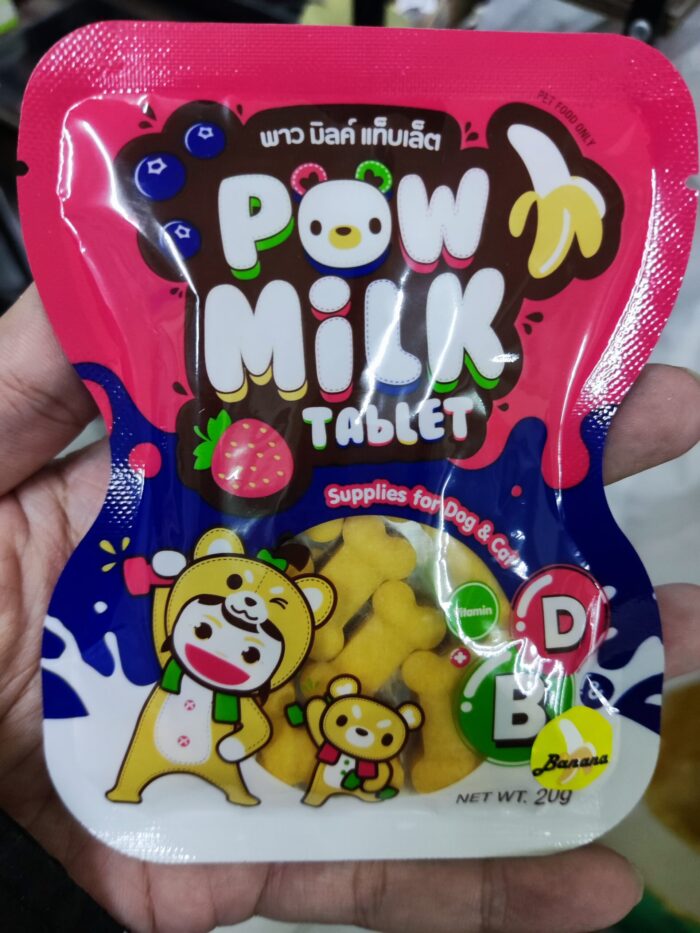 PET FOOD ONLY
พาว มิลค์ แท็บเล็ต
POW
MiLK
TAbLET
Supplies for Dog & Cat
Vitamin
D
B
Banana
NET WT. 20g